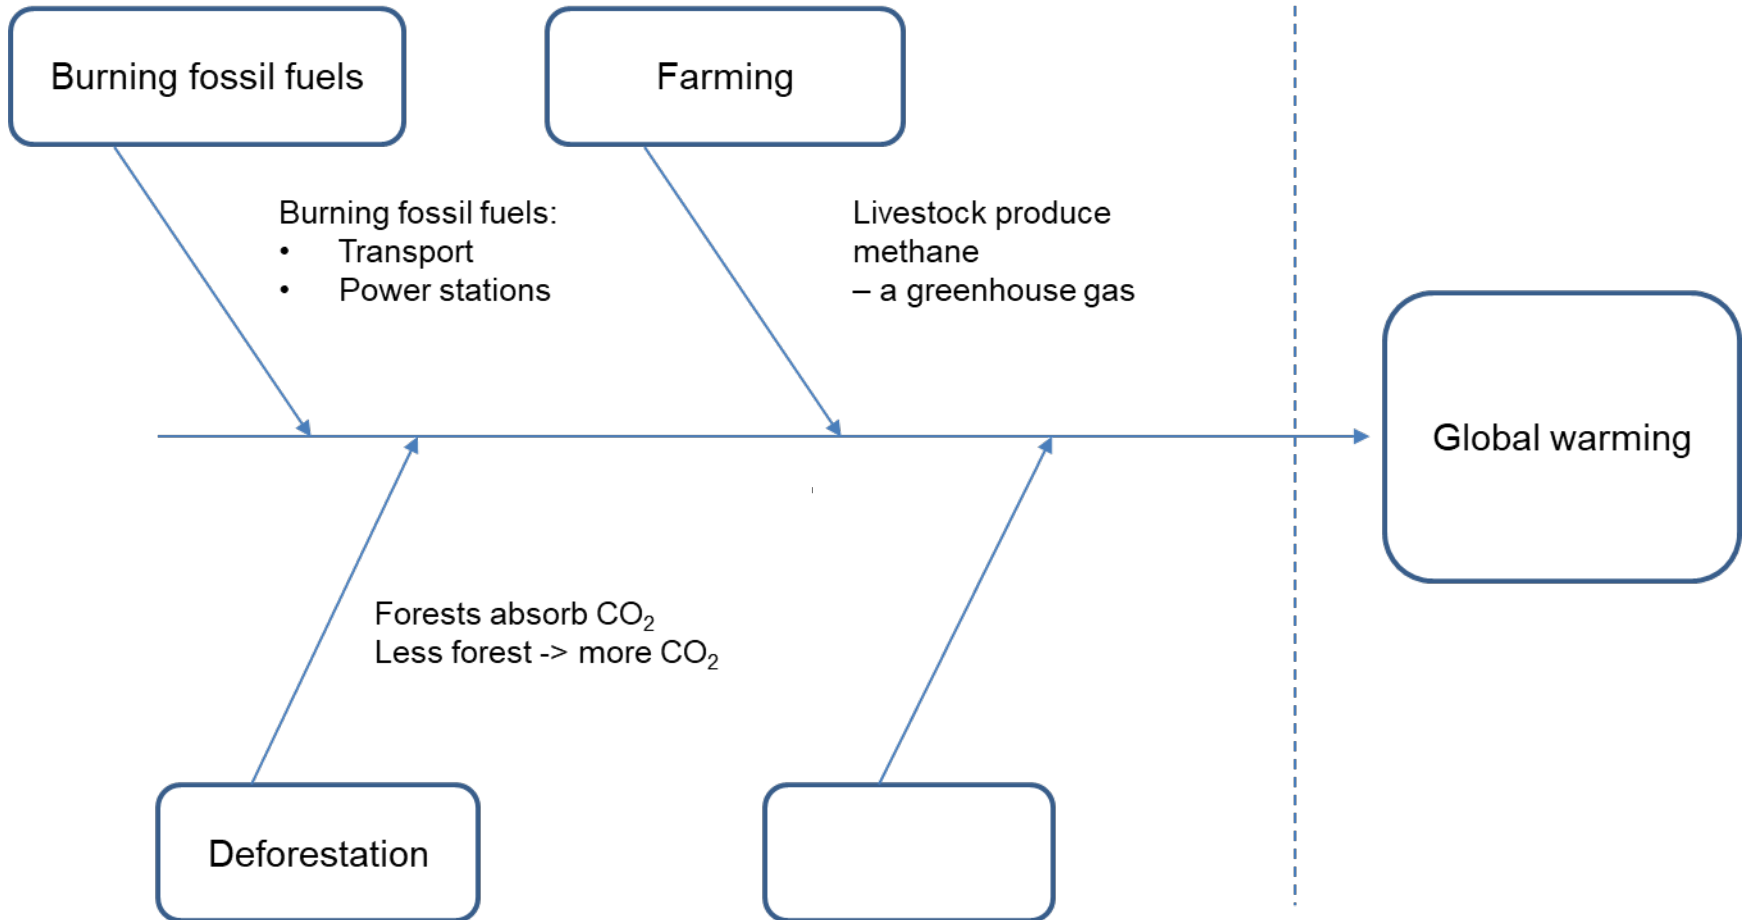 Burning fossil fuels
Farming
Burning fossil fuels:
• Transport
• Power stations
Livestock produce
methane
– a greenhouse gas
Global warming
Forests absorb CO₂
Less forest -> more CO₂
Deforestation